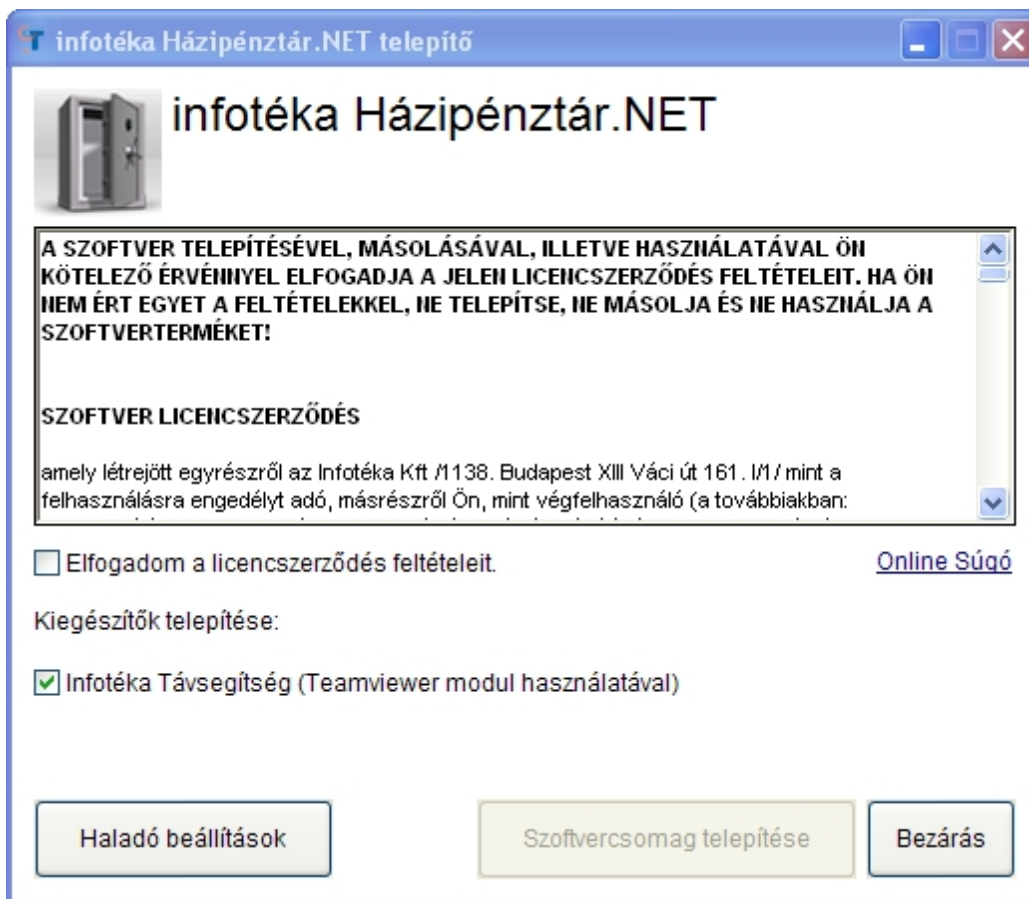 infotéka Házipénztár.NET telepítő
infotéka Házipénztár.NET
A SZOFTVER TELEPÍTÉSÉVEL, MÁSOLÁSÁVAL, ILLETVE HASZNÁLATÁVAL ÖN
KÖTELEZŐ ÉRVÉNNYEL ELFOGADJA A JELEN LICENCSZERZŐDÉS FELTÉTELEIT. HA ÖN
NEM ÉRT EGYET A FELTÉTELEKKEL, NE TELEPÍTSE, NE MÁSOLJA ÉS NE HASZNÁLJA A
SZOFTVERTERMÉKET!
SZOFTVER LICENCSZERZŐDÉS
amely létrejött egyrészről az Infotéka Kft /1138. Budapest XIII Váci út 161. I/1/ mint a
felhasználásra engedélyt adó, másrészről Ön, mint végfelhasználó (a továbbiakban:
Elfogadom a licencszerződés feltételeit.
Online Súgó
Kiegészítők telepítése:
Infotéka Távsegítség (Teamviewer modul használatával)
Haladó beállítások
Szoftvercsomag telepítése
Bezárás